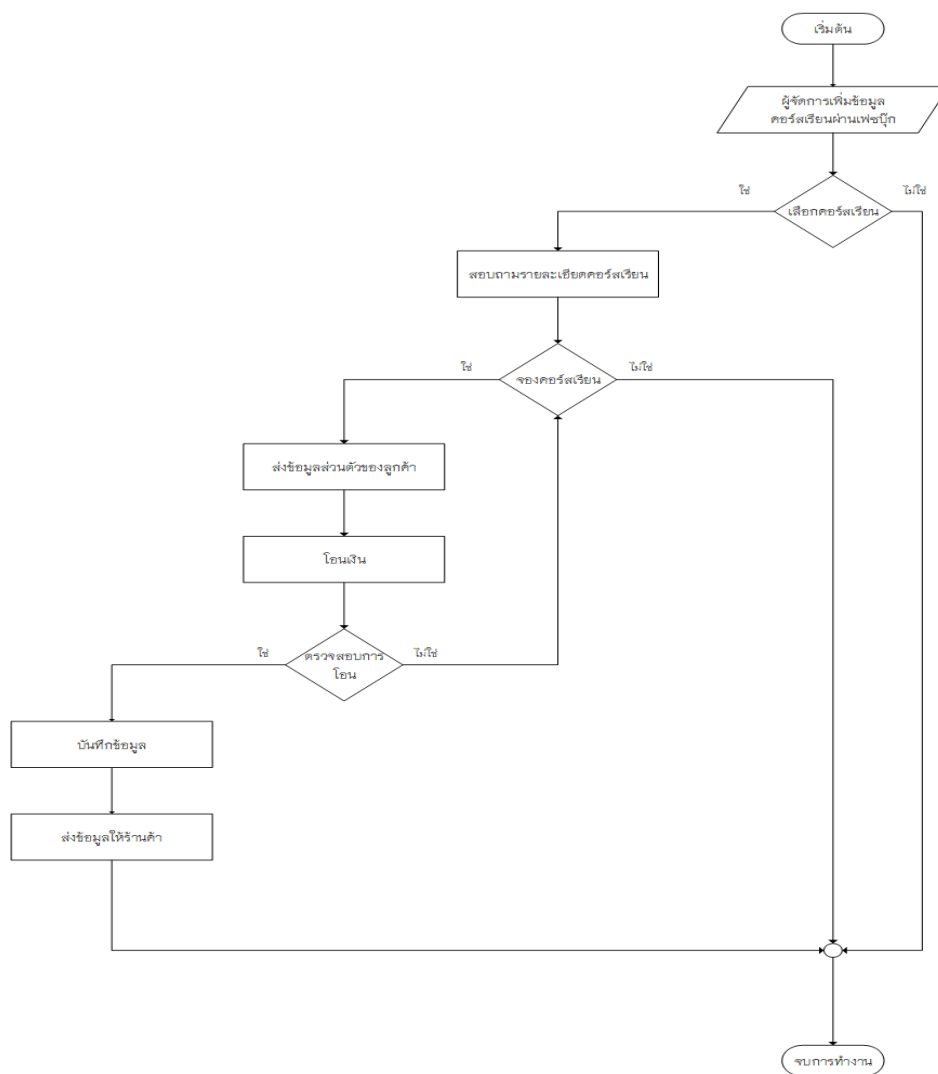 เริ่มต้น
ผู้จัดการเพิ่มข้อมูล
คอร์สเรียนผ่านเฟซบุ๊ก
ใช่
ไม่ใช่
เลือกคอร์สเรียน
สอบถามรายละเอียดคอร์สเรียน
ใช่
ไม่ใช่
จองคอร์สเรียน
ส่งข้อมูลส่วนตัวของลูกค้า
โอนเงิน
ใช่
ไม่ใช่
ตรวจสอบการ
โอน
บันทึกข้อมูล
ส่งข้อมูลให้ร้านค้า
จบการทำงาน